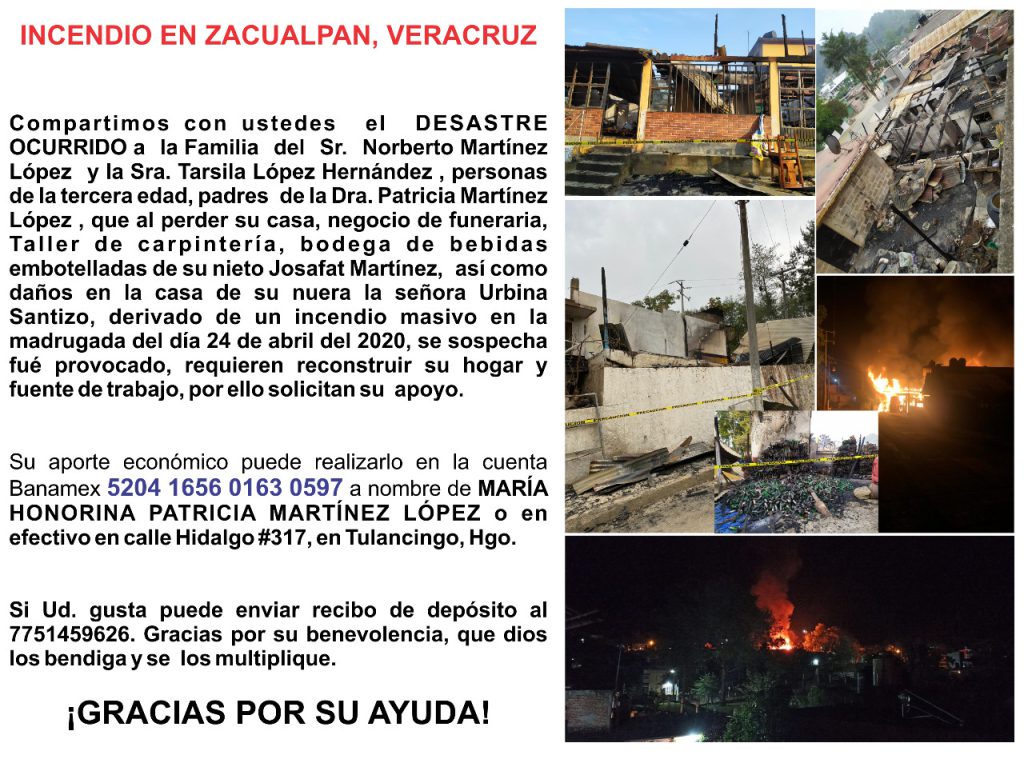 INCENDIO EN ZACUALPAN, VERACRUZ
Compartimos con ustedes el DESASTRE
OCURRIDO a la Familia del Sr. Norberto Martínez
López y la Sra. Tarsila López Hernández , personas
de la tercera edad, padres de la Dra. Patricia Martínez
López , que al perder su casa, negocio de funeraria,
Taller de carpintería, bodega de bebidas
embotelladas de su nieto Josafat Martínez, así como
daños en la casa de su nuera la señora Urbina
Santizo, derivado de un incendio masivo en la
madrugada del día 24 de abril del 2020, se sospecha
fué provocado, requieren reconstruir su hogar y
fuente de trabajo, por ello solicitan su apoyo.
Su aporte económico puede realizarlo en la cuenta
Banamex 5204 1656 0163 0597 a nombre de MARÍA
HONORINA PATRICIA MARTÍNEZ LÓPEZ o en
efectivo en calle Hidalgo #317, en Tulancingo, Hgo.
Si Ud. gusta puede enviar recibo de depósito al
7751459626. Gracias por su benevolencia, que dios
los bendiga y se los multiplique.
¡GRACIAS POR SU AYUDA!